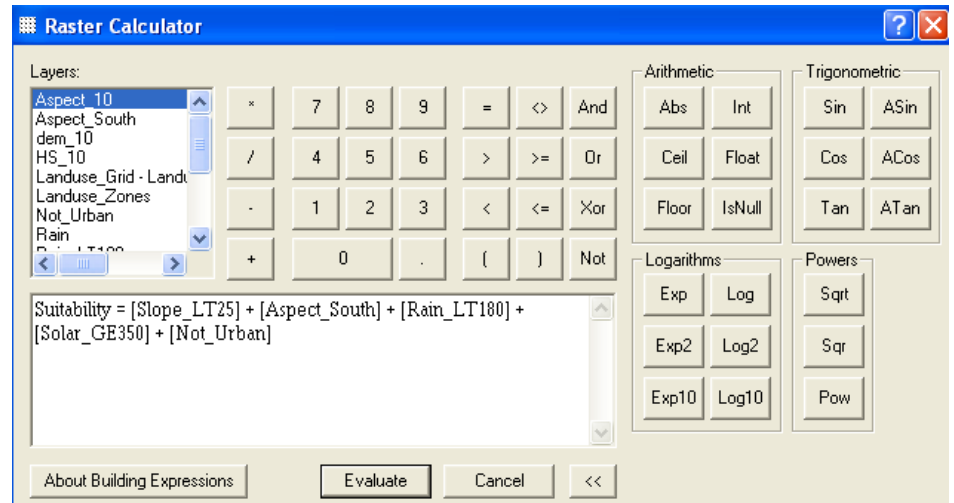 Raster Calculator
Layers:
Aspect_10
Aspect_South
dem_10
HS_10
Landuse_Grid - Landu
Landuse_Zones
Not_Urban
Rain
* 7 8 9 = <> And
/ 4 5 6 > >= Or
- 1 2 3 < <= Xor
+ 0 . ( ) Not
Arithmetic
Abs Int
Ceil Float
Floor IsNull
Trigonometric
Sin ASin
Cos ACos
Tan ATan
Logarithms
Exp Log
Exp2 Log2
Exp10 Log10
Powers
Sqrt
Sqr
Pow
Suitability = [Slope_LT25] + [Aspect_South] + [Rain_LT180] +
[Solar_GE350] + [Not_Urban]
About Building Expressions Evaluate Cancel <<